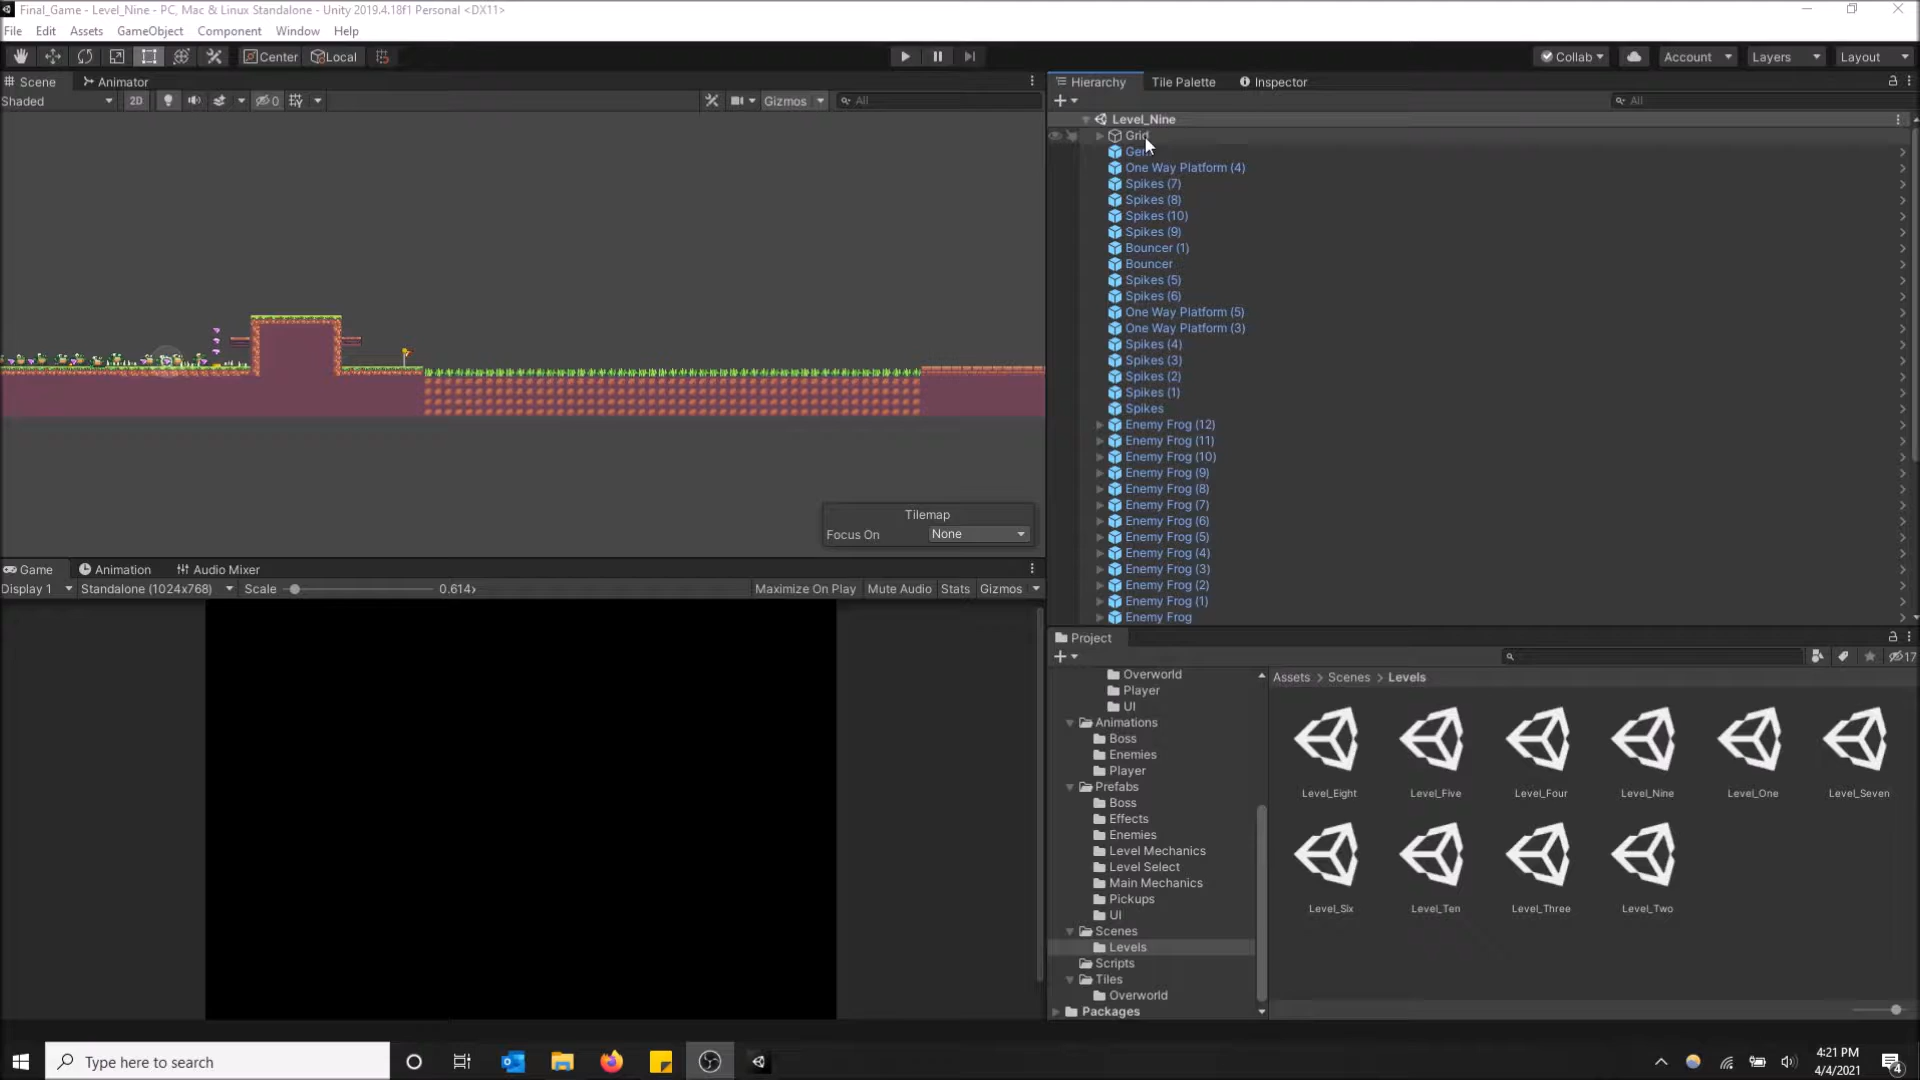 Final_Game - Level_Nine - PC, Mac & Linux Standalone - Unity 2019.4.18f1 Personal <DX11>
File Edit Assets GameObject Component Window Help
Center Local Collab Account Layers Layout
Scene Animator
Shaded 2D 0 Gizmos All
Tilemap
Focus On None
Game Animation Audio Mixer
Display 1 Standalone (1024x768) Scale 0.614x Maximize On Play Mute Audio Stats Gizmos
Hierarchy Tile Palette Inspector
All
Level_Nine
Grid
One Way Platform (4)
Spikes (7)
Spikes (8)
Spikes (10)
Spikes (9)
Bouncer (1)
Bouncer
Spikes (5)
Spikes (6)
One Way Platform (5)
One Way Platform (3)
Spikes (4)
Spikes (3)
Spikes (2)
Spikes (1)
Spikes
Enemy Frog (12)
Enemy Frog (11)
Enemy Frog (10)
Enemy Frog (9)
Enemy Frog (8)
Enemy Frog (7)
Enemy Frog (6)
Enemy Frog (5)
Enemy Frog (4)
Enemy Frog (3)
Enemy Frog (2)
Enemy Frog (1)
Enemy Frog
Project
17
Overworld
Player
UI
Animations
Boss
Enemies
Player
Prefabs
Boss
Effects
Enemies
Level Mechanics
Level Select
Main Mechanics
Pickups
UI
Scenes
Levels
Scripts
Tiles
Overworld
Packages
Assets > Scenes > Levels
Level_Eight Level_Five Level_Four Level_Nine Level_One Level_Seven
Level_Six Level_Ten Level_Three Level_Two
Type here to search
4:21 PM
4/4/2021
4